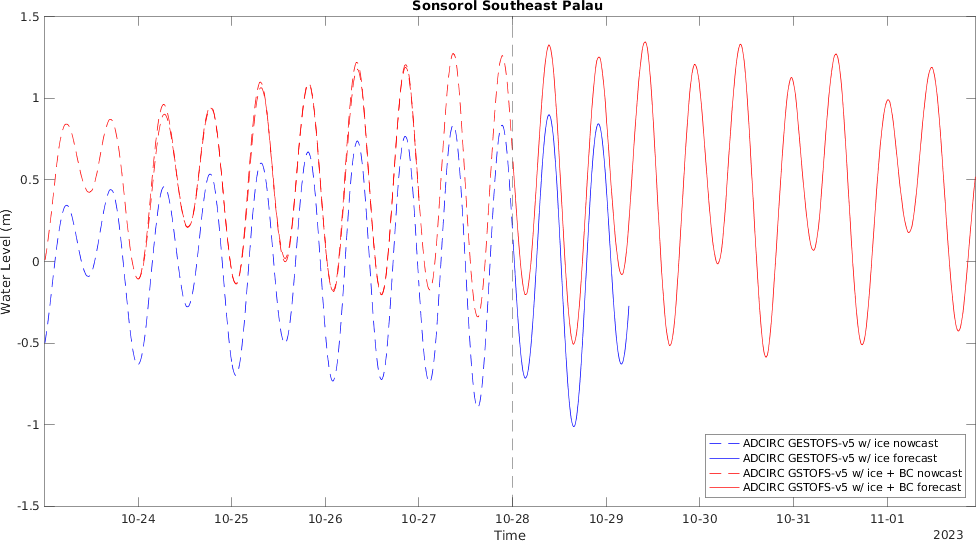 Sonsorol Southeast Palau
1.5
1
0.5
0
-0.5
-1
-1.5
Water Level (m)
ADCIRC GESTOFS-v5 w/ ice nowcast
ADCIRC GESTOFS-v5 w/ ice forecast
ADCIRC GSTOFS-v5 w/ ice + BC nowcast
ADCIRC GSTOFS-v5 w/ ice + BC forecast
10-24 10-25 10-26 10-27 10-28 10-29 10-30 10-31 11-01
Time
2023